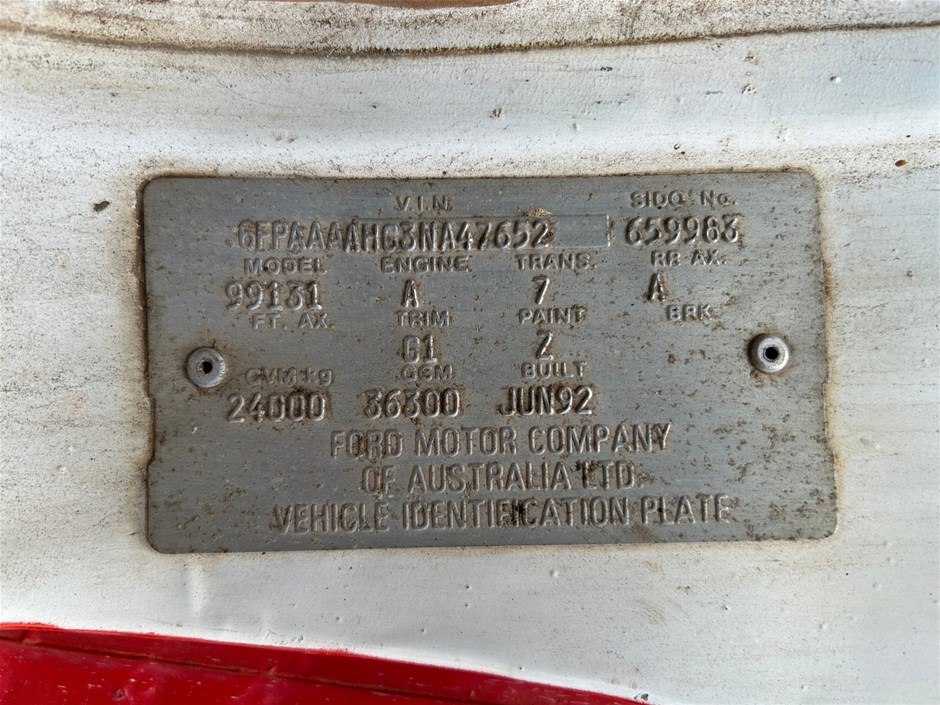 V.I.N. SIDO No.
6FPAAAAHG3NA47652 659983
MODEL ENGINE TRANS. RR AX.
99131 A 7 A
FT. AX. TRIM PAINT BRK.
G1 Z
GVM kg GCM BUILT
24000 36300 JUN92
FORD MOTOR COMPANY
OF AUSTRALIA LTD.
VEHICLE IDENTIFICATION PLATE